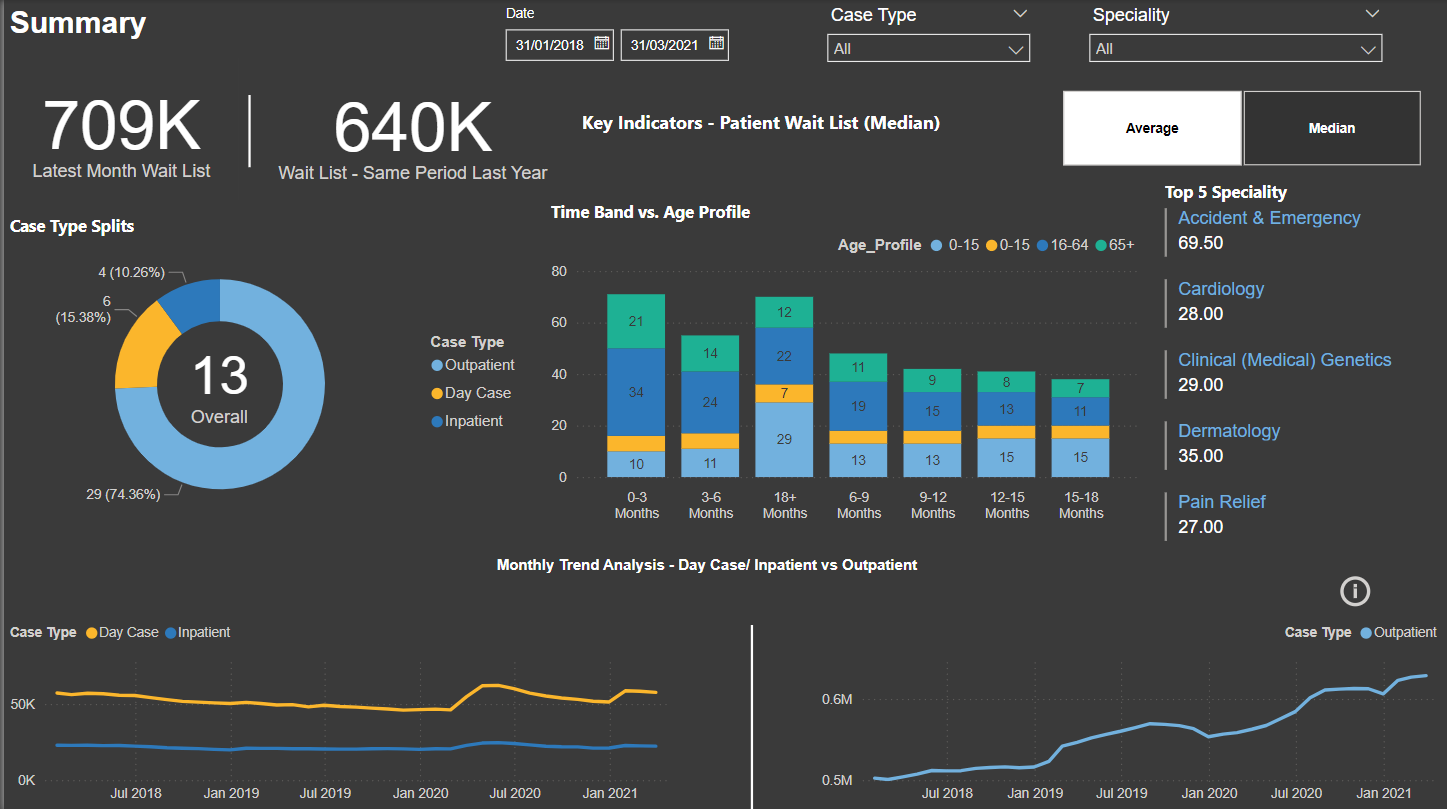 Summary
Date
31/01/2018
31/03/2021
Case Type
All
Speciality
All
709K
Latest Month Wait List
640K
Wait List - Same Period Last Year
Key Indicators - Patient Wait List (Median)
Average
Median
Case Type Splits
4 (10.26%)
6
(15.38%)
13
Overall
29 (74.36%)
Case Type
Outpatient
Day Case
Inpatient
Time Band vs. Age Profile
Age_Profile 0-15 0-15 16-64 65+
80
60
40
20
0
21
34
10
14
24
11
12
22
7
29
11
19
13
9
15
13
8
13
15
7
11
15
0-3
Months
3-6
Months
18+
Months
6-9
Months
9-12
Months
12-15
Months
15-18
Months
Top 5 Speciality
Accident & Emergency
69.50
Cardiology
28.00
Clinical (Medical) Genetics
29.00
Dermatology
35.00
Pain Relief
27.00
Monthly Trend Analysis - Day Case/ Inpatient vs Outpatient
i
Case Type Day Case Inpatient
50K
0K
Jul 2018 Jan 2019 Jul 2019 Jan 2020 Jul 2020 Jan 2021
Case Type Outpatient
0.6M
0.5M
Jul 2018 Jan 2019 Jul 2019 Jan 2020 Jul 2020 Jan 2021